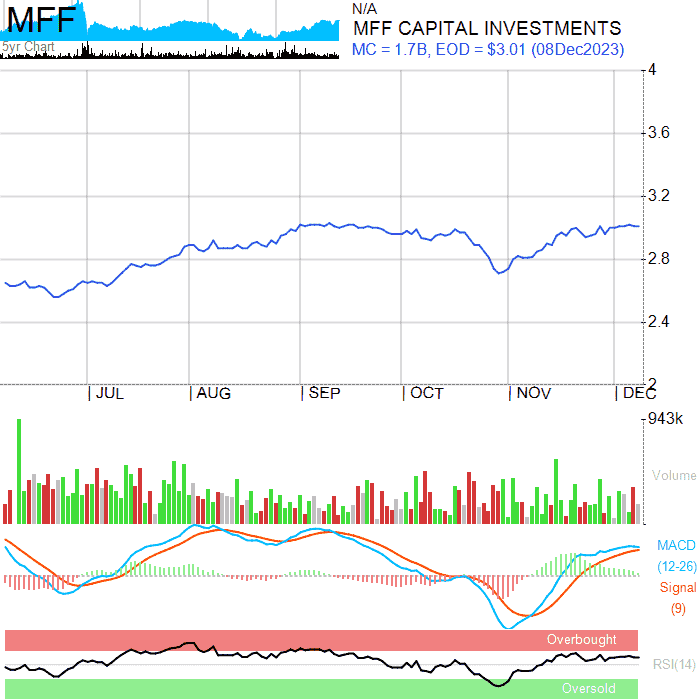 MFF
5yr Chart
N/A
MFF CAPITAL INVESTMENTS
MC = 1.7B, EOD = $3.01 (08Dec2023)
4
3.6
3.2
2.8
2.4
2
JUL AUG SEP OCT NOV DEC
943k
Volume
MACD
(12-26)
Signal
(9)
Overbought
RSI(14)
Oversold